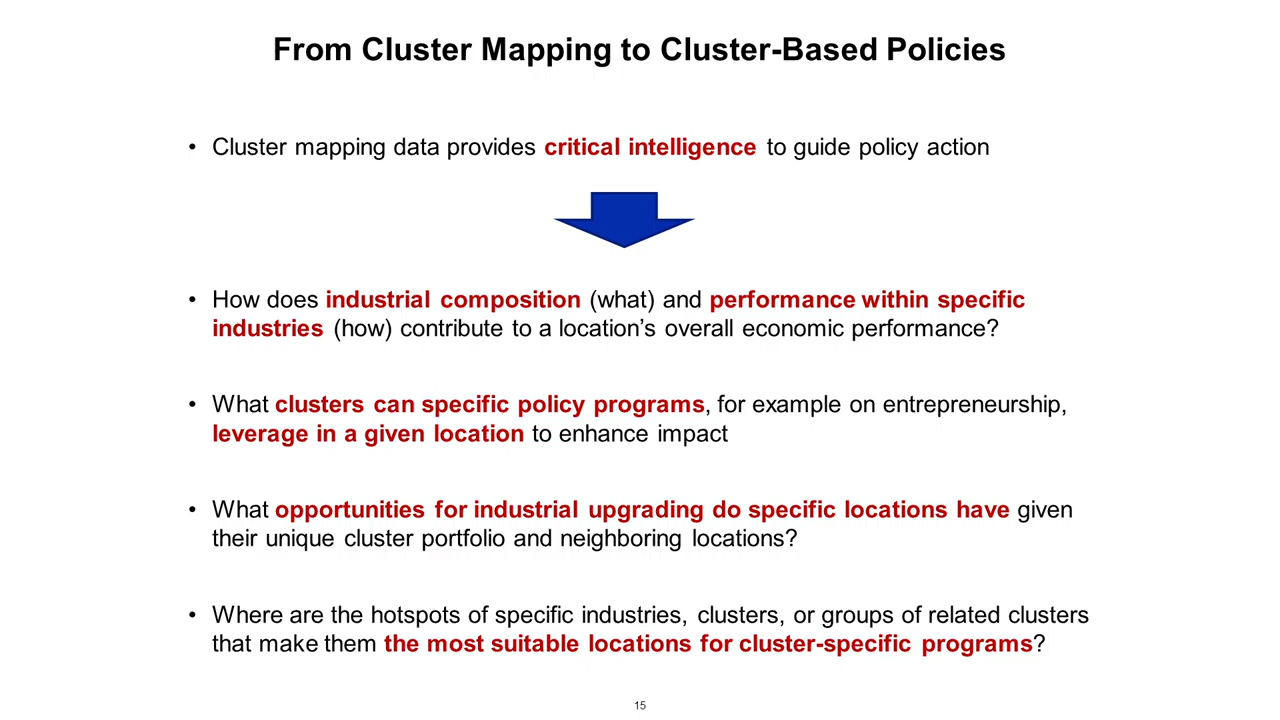 From Cluster Mapping to Cluster-Based Policies
• Cluster mapping data provides critical intelligence to guide policy action
• How does industrial composition (what) and performance within specific
industries (how) contribute to a location’s overall economic performance?
• What clusters can specific policy programs, for example on entrepreneurship,
leverage in a given location to enhance impact
• What opportunities for industrial upgrading do specific locations have given
their unique cluster portfolio and neighboring locations?
• Where are the hotspots of specific industries, clusters, or groups of related clusters
that make them the most suitable locations for cluster-specific programs?
15